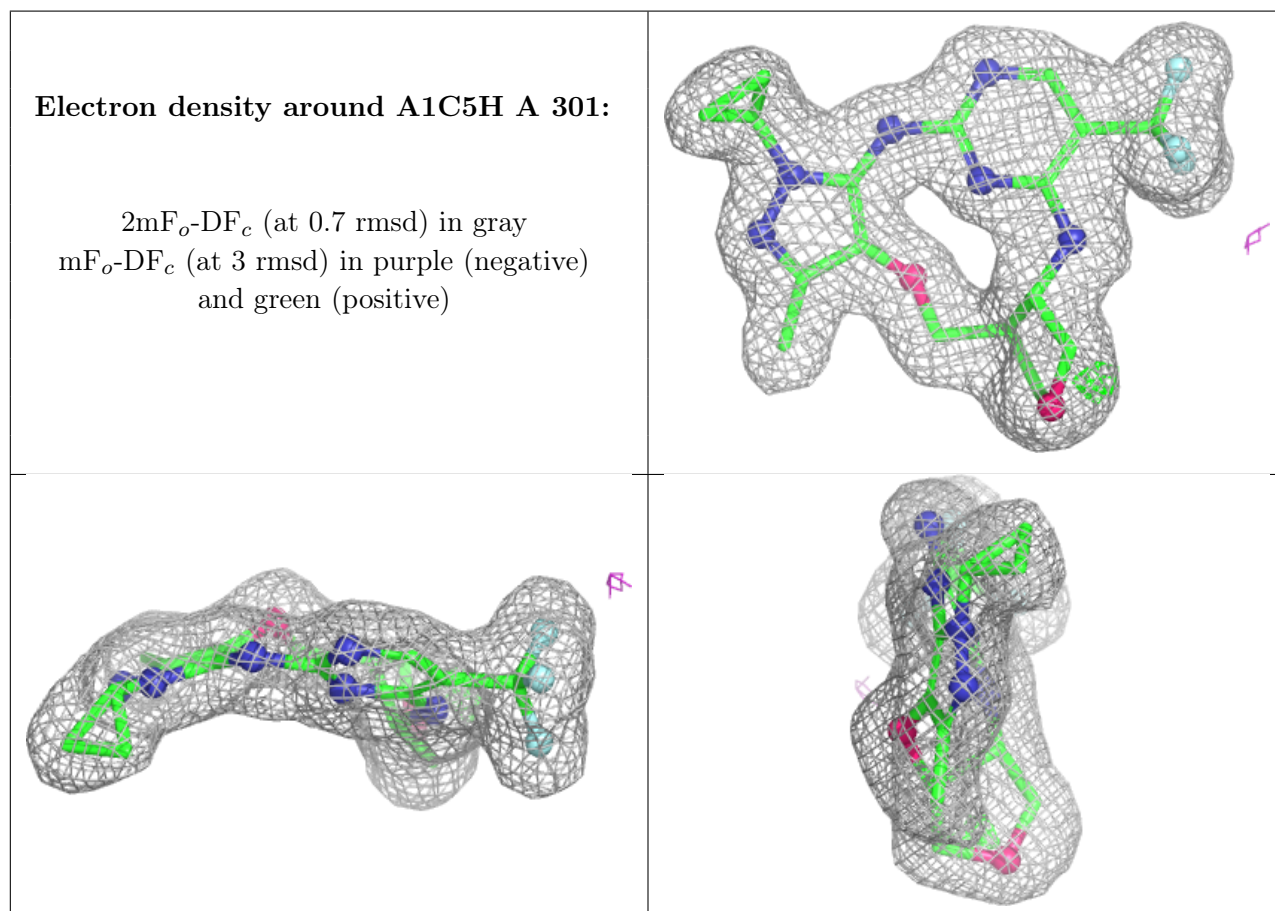 Electron density around A1C5H A 301:
2mFo-DFc (at 0.7 rmsd) in gray
mFo-DFc (at 3 rmsd) in purple (negative)
and green (positive)